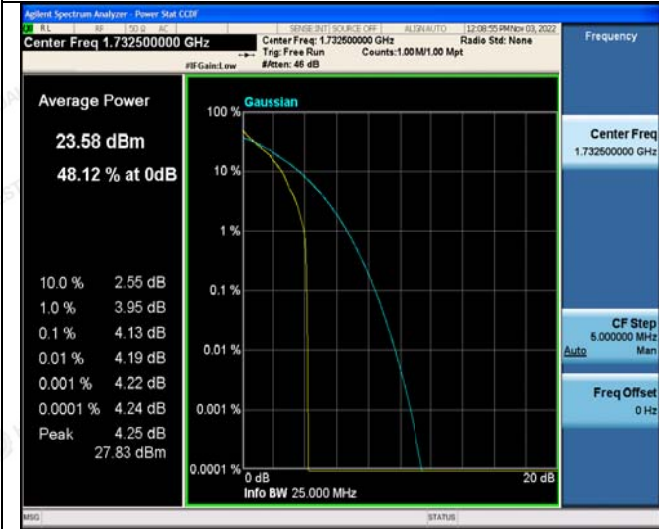 Agilent Spectrum Analyzer - Power Stat CCDF
RL RF 50 Ω AC SENSE:INT SOURCE OFF ALIGNAUTO 12:08:55 PM Nov 03, 2022
Center Freq 1.732500000 GHz
Center Freq: 1.732500000 GHz Radio Std: None
Trig: Free Run Counts:1.00 M/1.00 Mpt
#IFGain:Low #Atten: 46 dB
Frequency
Average Power
23.58 dBm
48.12 % at 0dB
10.0 % 2.55 dB
1.0 % 3.95 dB
0.1 % 4.13 dB
0.01 % 4.19 dB
0.001 % 4.22 dB
0.0001 % 4.24 dB
Peak 4.25 dB
27.83 dBm
Gaussian
100 %
10 %
1 %
0.1 %
0.01 %
0.001 %
0.0001 %
0 dB 20 dB
Info BW 25.000 MHz
Center Freq
1.732500000 GHz
CF Step
5.000000 MHz
Auto Man
Freq Offset
0 Hz
MSG STATUS